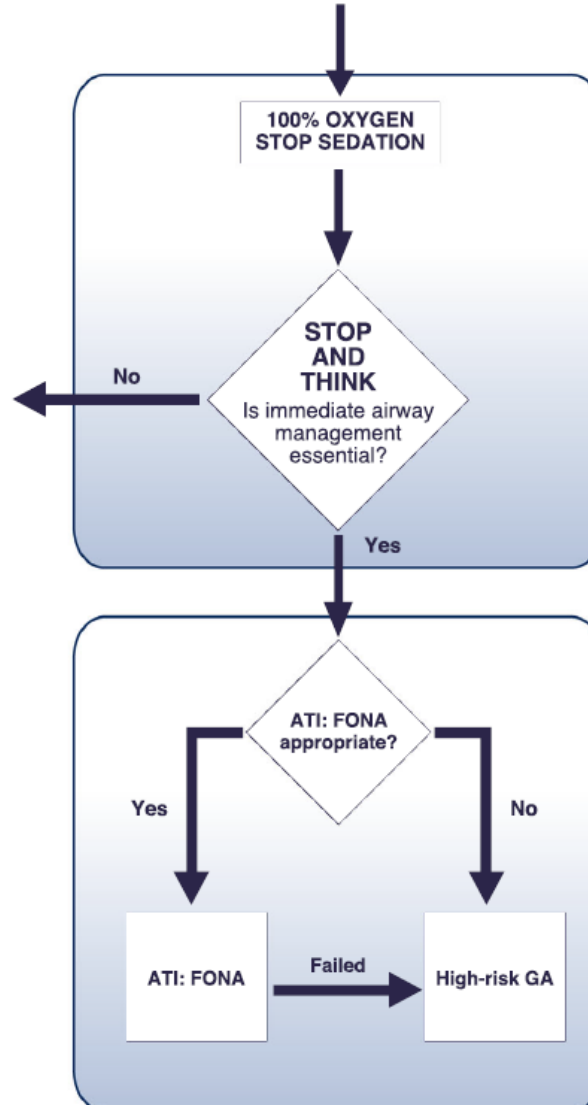 100% OXYGEN
STOP SEDATION
STOP
AND
THINK
Is immediate airway
management
essential?
No
Yes
ATI: FONA
appropriate?
Yes
No
ATI: FONA
Failed
High-risk GA